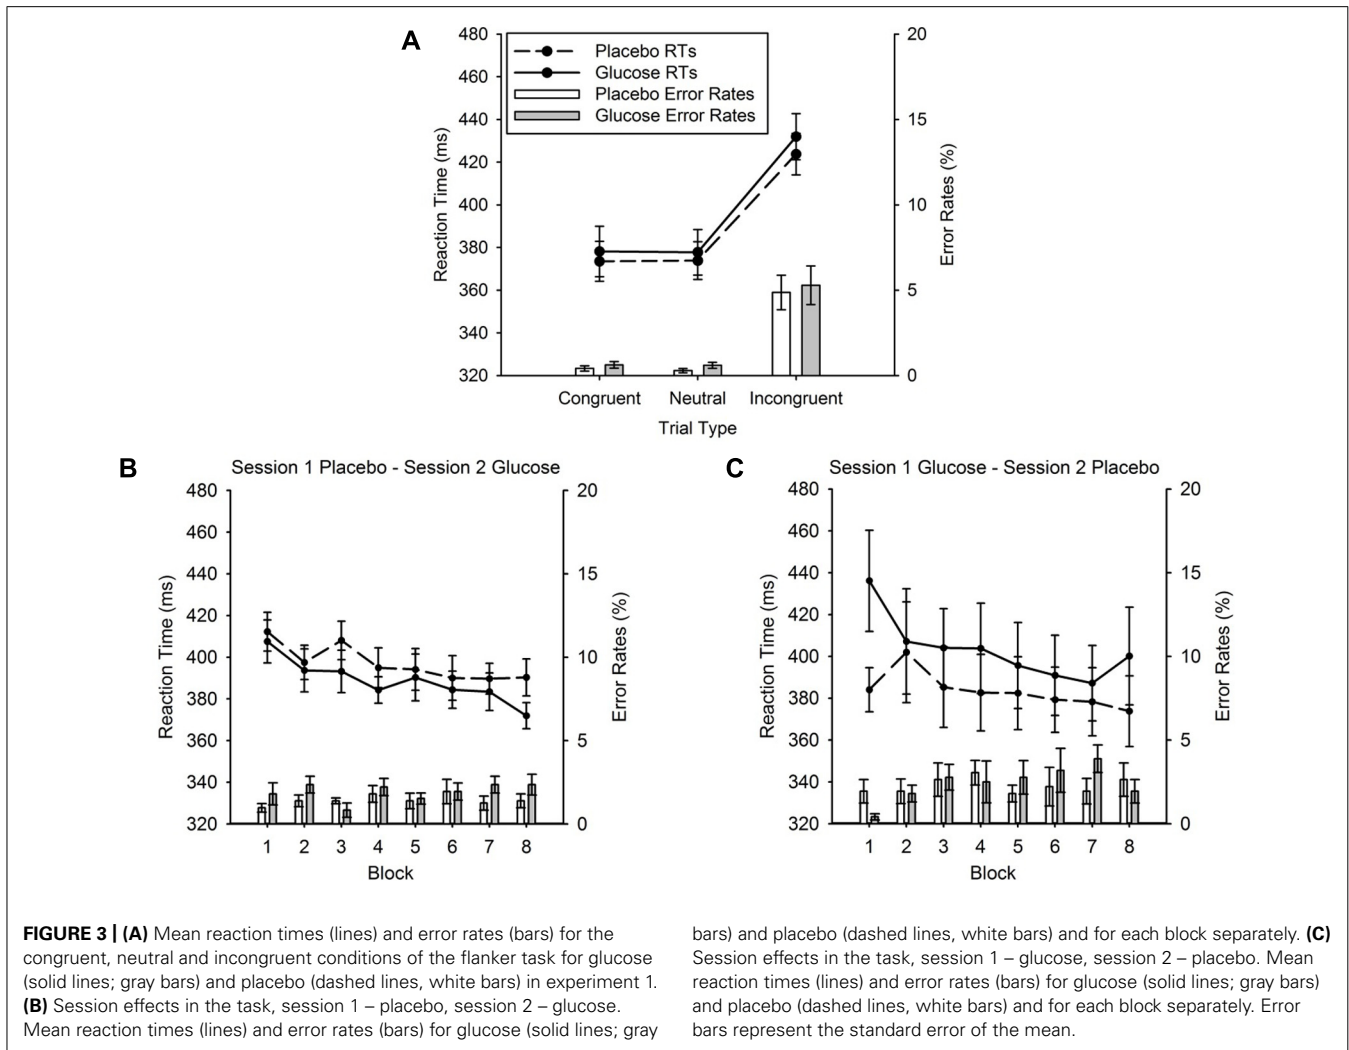 A
480
460
440
420
400
380
360
340
320
Reaction Time (ms)
Placebo RTs
Glucose RTs
Placebo Error Rates
Glucose Error Rates
20
15
10
5
0
Error Rates (%)
Congruent Neutral Incongruent
Trial Type
B
Session 1 Placebo - Session 2 Glucose
480
460
440
420
400
380
360
340
320
Reaction Time (ms)
20
15
10
5
0
Error Rates (%)
1 2 3 4 5 6 7 8
Block
C
Session 1 Glucose - Session 2 Placebo
480
460
440
420
400
380
360
340
320
Reaction Time (ms)
20
15
10
5
0
Error Rates (%)
1 2 3 4 5 6 7 8
Block
FIGURE 3 | (A) Mean reaction times (lines) and error rates (bars) for the
congruent, neutral and incongruent conditions of the flanker task for glucose
(solid lines; gray bars) and placebo (dashed lines, white bars) in experiment 1.
(B) Session effects in the task, session 1 – placebo, session 2 – glucose.
Mean reaction times (lines) and error rates (bars) for glucose (solid lines; gray
bars) and placebo (dashed lines, white bars) and for each block separately. (C)
Session effects in the task, session 1 – glucose, session 2 – placebo. Mean
reaction times (lines) and error rates (bars) for glucose (solid lines; gray bars)
and placebo (dashed lines, white bars) and for each block separately. Error
bars represent the standard error of the mean.